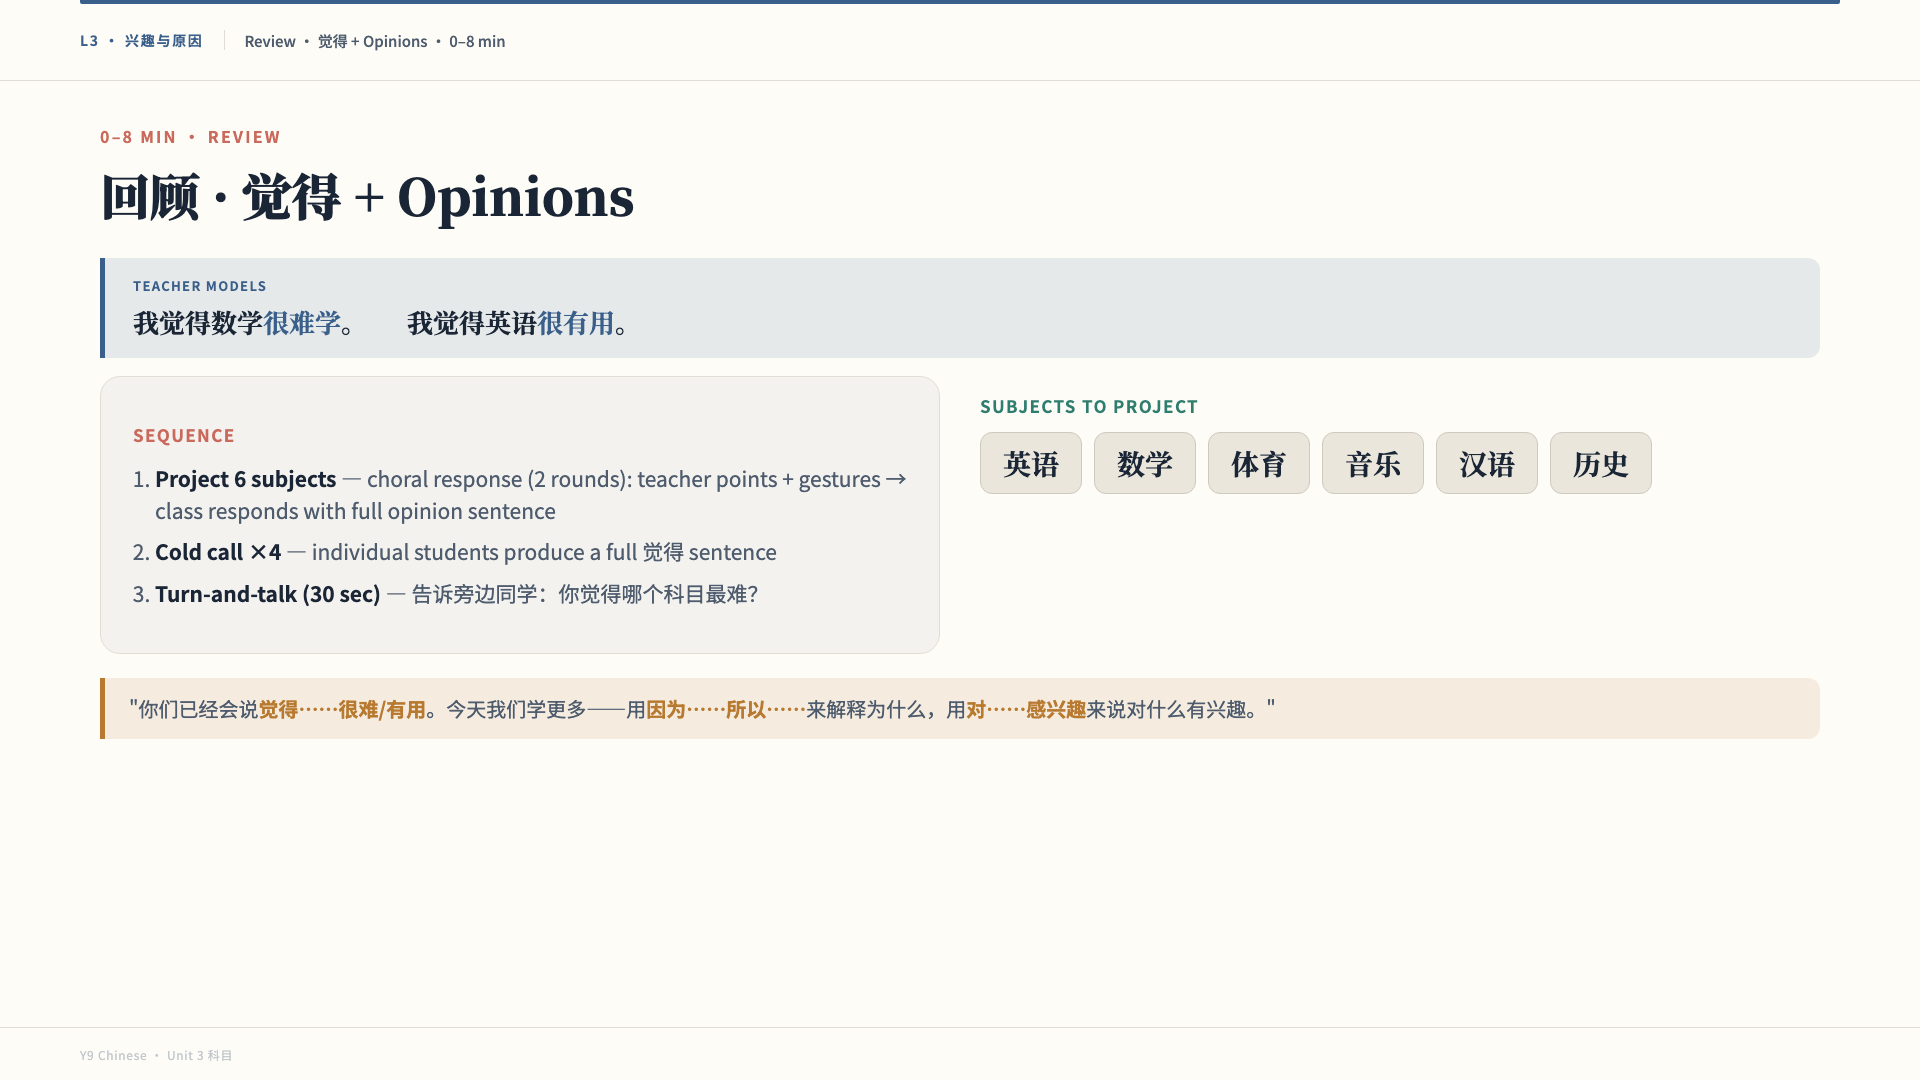 L3 · 兴趣与原因
Review · 觉得 + Opinions · 0–8 min
0–8 MIN · REVIEW
回顾 · 觉得 + Opinions
TEACHER MODELS
我觉得数学很难学。 我觉得英语很有用。
SEQUENCE
1. Project 6 subjects — choral response (2 rounds): teacher points + gestures →
class responds with full opinion sentence
2. Cold call ×4 — individual students produce a full 觉得 sentence
3. Turn-and-talk (30 sec) — 告诉旁边同学：你觉得哪个科目最难？
SUBJECTS TO PROJECT
英语 数学 体育 音乐 汉语 历史
"你们已经会说觉得……很难/有用。今天我们学更多——用因为……所以……来解释为什么，用对……感兴趣来说对什么有兴趣。"
Y9 Chinese · Unit 3 科目